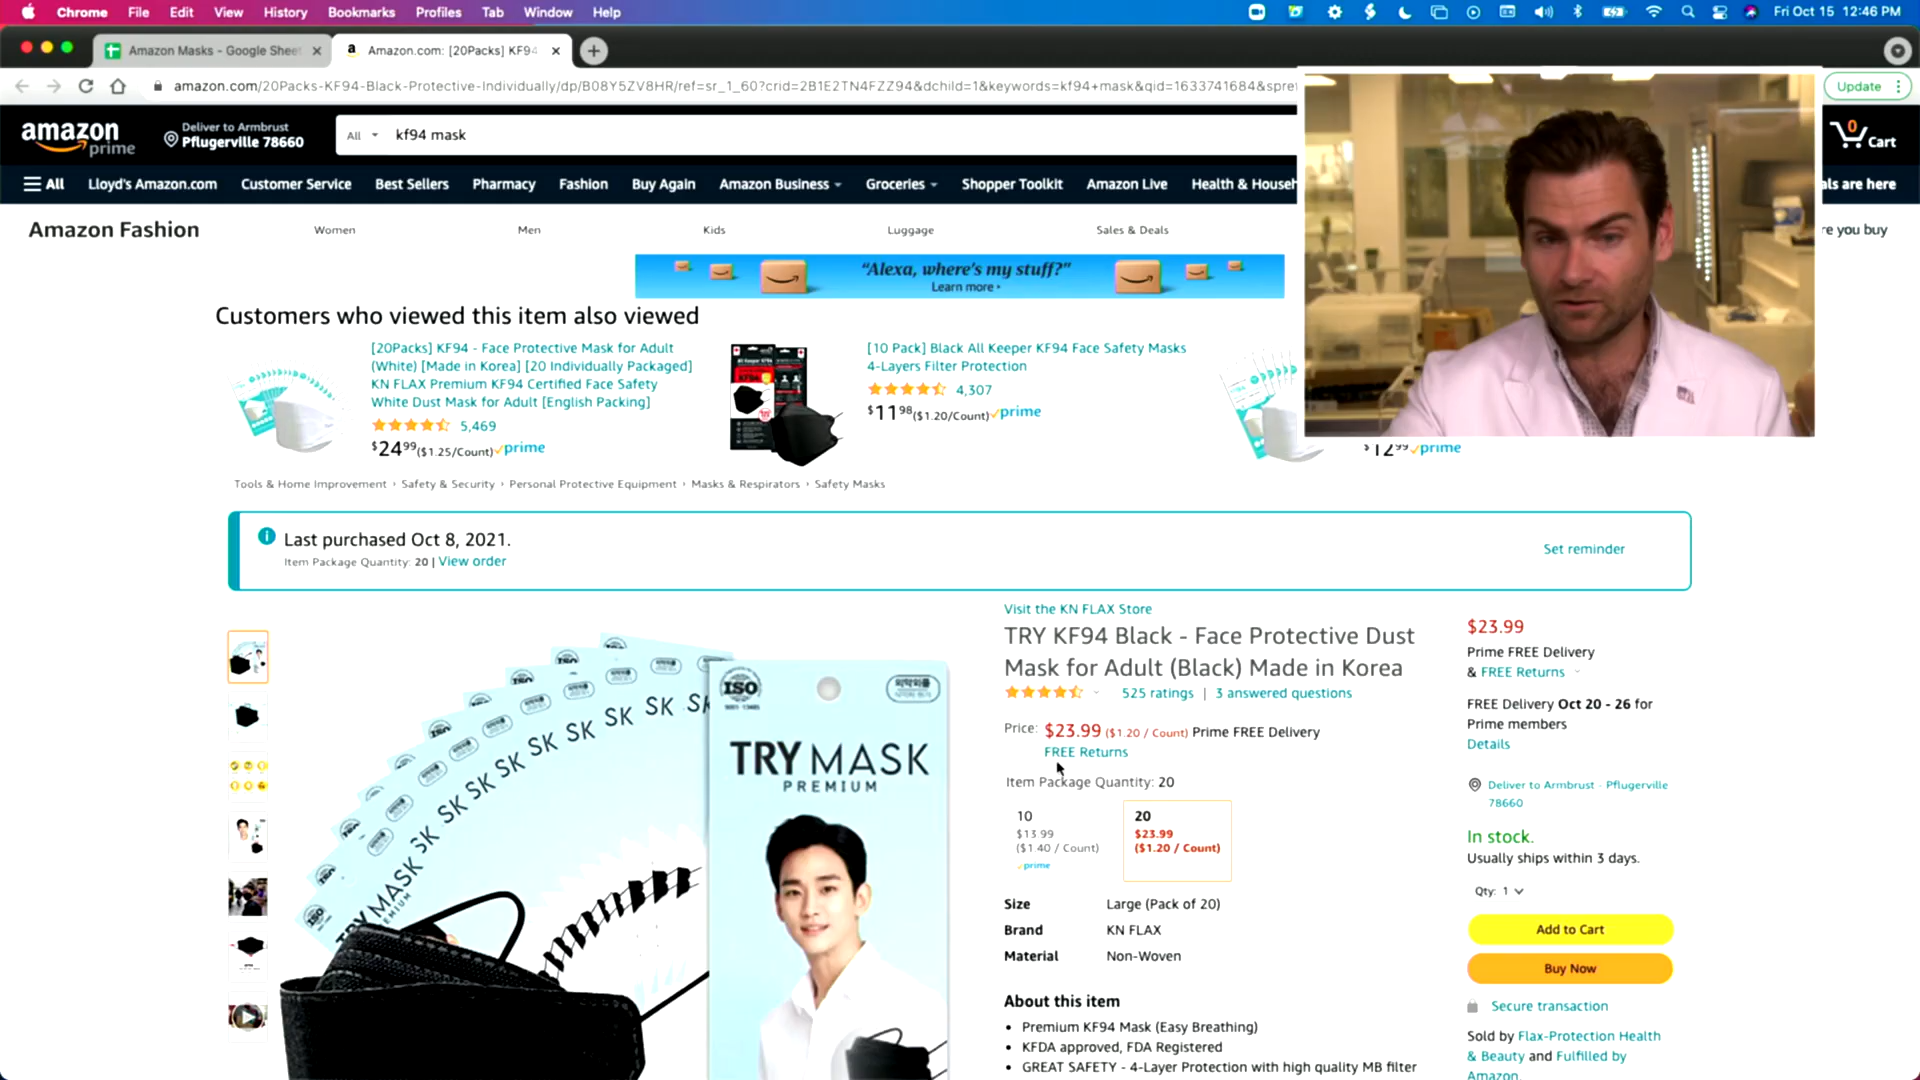 Chrome File Edit View History Bookmarks Profiles Tab Window Help
Fri Oct 15 12:46 PM
Amazon Masks - Google Sheet
Amazon.com: [20Packs] KF94
amazon.com/20Packs-KF94-Black-Protective-Individually/dp/B08Y5ZV8HR/ref=sr_1_60?crid=2B1E2TN4FZZ94&dchild=1&keywords=kf94+mask&qid=1633741684&spref
Update
amazon prime
Deliver to Armbrust
Pflugerville 78660
All
kf94 mask
0
Cart
All Lloyd's Amazon.com Customer Service Best Sellers Pharmacy Fashion Buy Again Amazon Business Groceries Shopper Toolkit Amazon Live Health & Househ
als are here
Amazon Fashion Women Men Kids Luggage Sales & Deals
re you buy
"Alexa, where's my stuff?"
Learn more
Customers who viewed this item also viewed
[20Packs] KF94 - Face Protective Mask for Adult
(White) [Made in Korea] [20 Individually Packaged]
KN FLAX Premium KF94 Certified Face Safety
White Dust Mask for Adult [English Packing]
5,469
$24.99 ($1.25/Count) prime
[10 Pack] Black All Keeper KF94 Face Safety Masks
4-Layers Filter Protection
4,307
$11.98 ($1.20/Count) prime
$12.99 prime
Tools & Home Improvement › Safety & Security › Personal Protective Equipment › Masks & Respirators › Safety Masks
Last purchased Oct 8, 2021.
Item Package Quantity: 20 | View order
Set reminder
ISO
의약외품
TRY MASK
PREMIUM
SK SK SK SK SK SK SK SK
TRY MASK
Visit the KN FLAX Store
TRY KF94 Black - Face Protective Dust
Mask for Adult (Black) Made in Korea
525 ratings | 3 answered questions
Price: $23.99 ($1.20 / Count) Prime FREE Delivery
FREE Returns
Item Package Quantity: 20
10
$13.99
($1.40 / Count)
prime
20
$23.99
($1.20 / Count)
Size Large (Pack of 20)
Brand KN FLAX
Material Non-Woven
About this item
• Premium KF94 Mask (Easy Breathing)
• KFDA approved, FDA Registered
• GREAT SAFETY - 4-Layer Protection with high quality MB filter
$23.99
Prime FREE Delivery
& FREE Returns
FREE Delivery Oct 20 - 26 for
Prime members
Details
Deliver to Armbrust - Pflugerville
78660
In stock.
Usually ships within 3 days.
Qty: 1
Add to Cart
Buy Now
Secure transaction
Sold by Flax-Protection Health
& Beauty and Fulfilled by
Amazon.